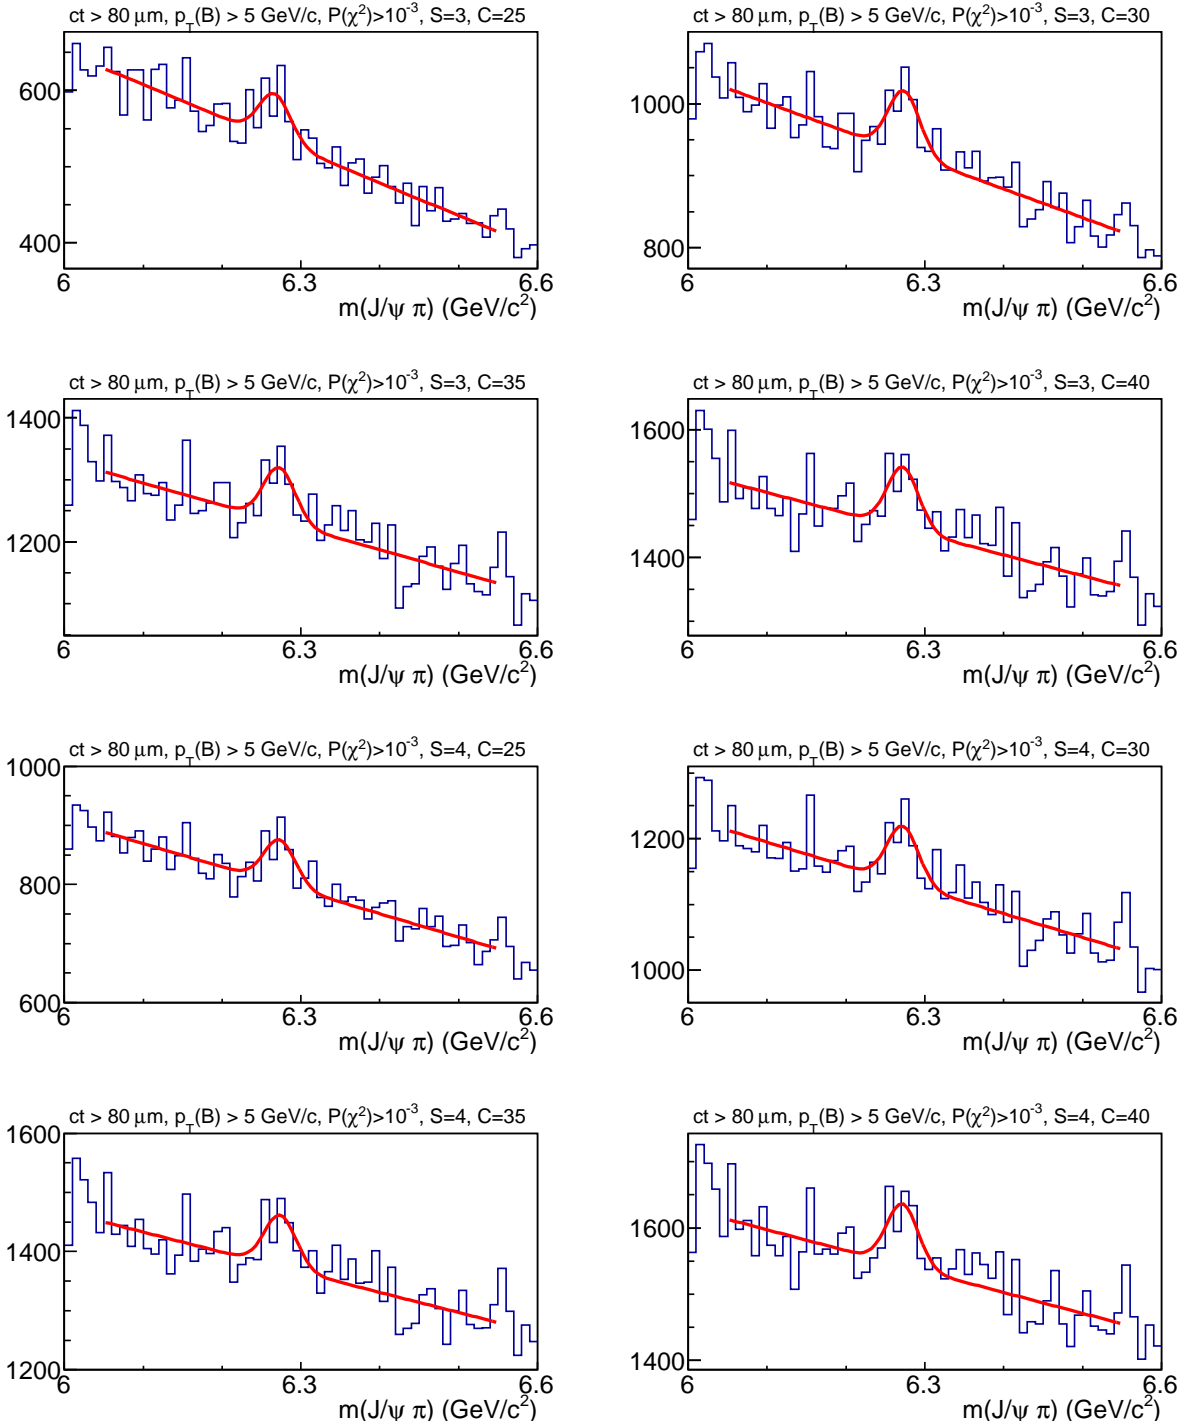 ct > 80 μm, p_T(B) > 5 GeV/c, P(χ²)>10⁻³, S=3, C=25
600
400
6 6.3 6.6
m(J/ψ π) (GeV/c²)
ct > 80 μm, p_T(B) > 5 GeV/c, P(χ²)>10⁻³, S=3, C=30
1000
800
6 6.3 6.6
m(J/ψ π) (GeV/c²)
ct > 80 μm, p_T(B) > 5 GeV/c, P(χ²)>10⁻³, S=3, C=35
1400
1200
6 6.3 6.6
m(J/ψ π) (GeV/c²)
ct > 80 μm, p_T(B) > 5 GeV/c, P(χ²)>10⁻³, S=3, C=40
1600
1400
6 6.3 6.6
m(J/ψ π) (GeV/c²)
ct > 80 μm, p_T(B) > 5 GeV/c, P(χ²)>10⁻³, S=4, C=25
1000
800
600
6 6.3 6.6
m(J/ψ π) (GeV/c²)
ct > 80 μm, p_T(B) > 5 GeV/c, P(χ²)>10⁻³, S=4, C=30
1200
1000
6 6.3 6.6
m(J/ψ π) (GeV/c²)
ct > 80 μm, p_T(B) > 5 GeV/c, P(χ²)>10⁻³, S=4, C=35
1600
1400
1200
6 6.3 6.6
m(J/ψ π) (GeV/c²)
ct > 80 μm, p_T(B) > 5 GeV/c, P(χ²)>10⁻³, S=4, C=40
1600
1400
6 6.3 6.6
m(J/ψ π) (GeV/c²)